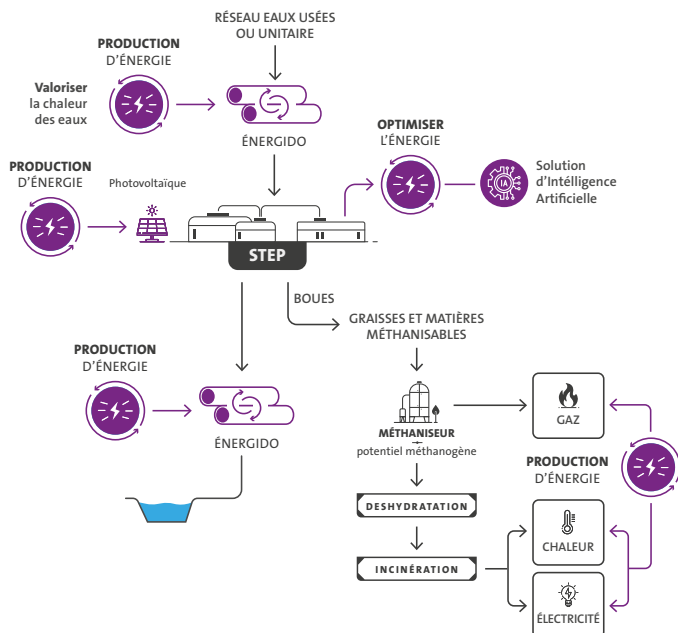 RÉSEAU EAUX USÉES
OU UNITAIRE
PRODUCTION
D'ÉNERGIE
Valoriser
la chaleur
des eaux
ÉNERGIDO
OPTIMISER
L'ÉNERGIE
IA
Solution
d'Intélligence
Artificielle
PRODUCTION
D'ÉNERGIE
Photovoltaïque
STEP
BOUES
GRAISSES ET MATIÈRES
MÉTHANISABLES
PRODUCTION
D'ÉNERGIE
ÉNERGIDO
MÉTHANISEUR
potentiel méthanogène
GAZ
PRODUCTION
D'ÉNERGIE
DESHYDRATATION
INCINÉRATION
CHALEUR
ÉLECTRICITÉ